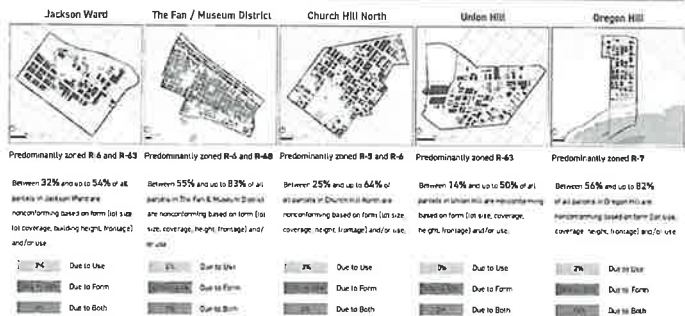 Jackson Ward
Predominantly zoned R-6 and R-63
Between 32% and up to 54% of all
parcels in Jackson Ward are
nonconforming based on form (lot size
lot coverage, building height, frontage)
and/or use
Due to Use
Due to Form
Due to Both
The Fan / Museum District
Predominantly zoned R-6 and R-48
Between 55% and up to 83% of all
parcels in The Fan & Museum District
are nonconforming based on form (lot
size, coverage, height, frontage) and/
or use
Due to Use
Due to Form
Due to Both
Church Hill North
Predominantly zoned R-5 and R-6
Between 25% and up to 64% of
all parcels in Church Hill North are
nonconforming based on form (lot size,
coverage, height, frontage) and/or use.
Due to Use
Due to Form
Due to Both
Union Hill
Predominantly zoned R-63
Between 14% and up to 50% of all
parcels in Union Hill are nonconforming
based on form (lot size, coverage,
height, frontage) and/or use.
Due to Use
Due to Form
Due to Both
Oregon Hill
Predominantly zoned R-7
Between 56% and up to 82%
of all parcels in Oregon Hill are
nonconforming based on form (lot size,
coverage, height, frontage) and/or use
Due to Use
Due to Form
Due to Both